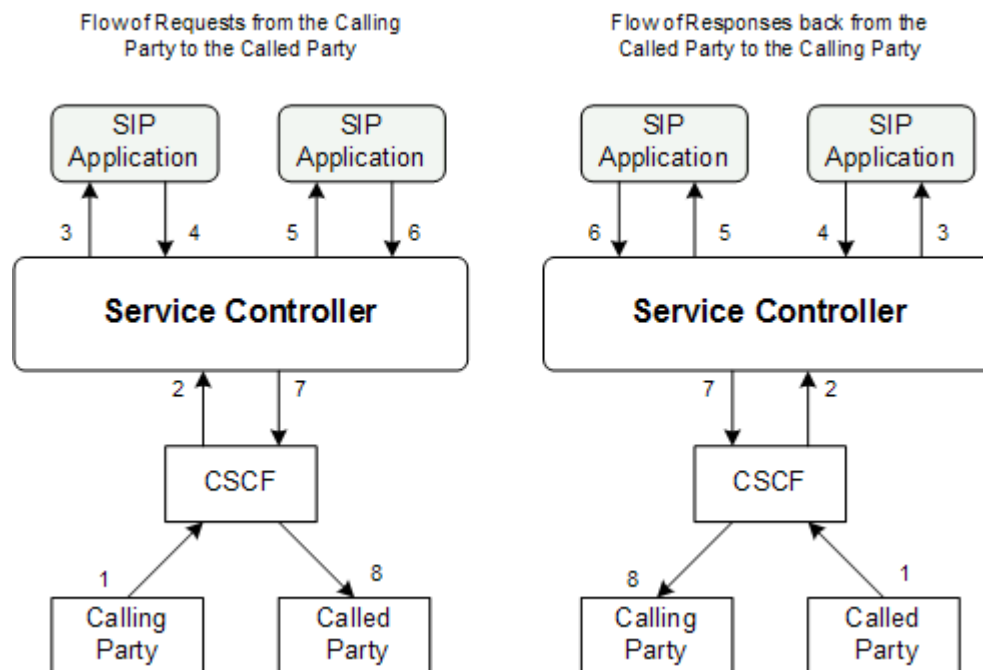 Flow of Requests from the Calling
Party to the Called Party
SIP
Application
SIP
Application
3
4
5
6
Service Controller
2
7
CSCF
1
8
Calling
Party
Called
Party
Flow of Responses back from the
Called Party to the Calling Party
SIP
Application
SIP
Application
6
5
4
3
Service Controller
7
2
CSCF
8
1
Calling
Party
Called
Party